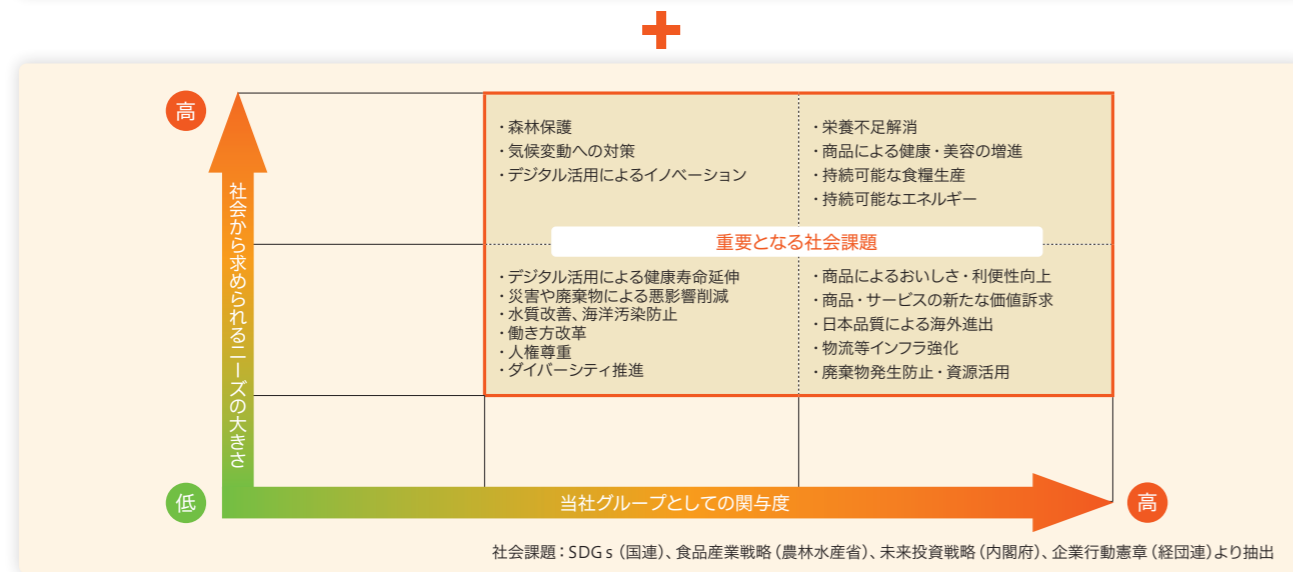 +
高
社会から求められるニーズの大きさ
低
・森林保護
・気候変動への対策
・デジタル活用によるイノベーション
・栄養不足解消
・商品による健康・美容の増進
・持続可能な食糧生産
・持続可能なエネルギー
重要となる社会課題
・デジタル活用による健康寿命延伸
・災害や廃棄物による悪影響削減
・水質改善、海洋汚染防止
・働き方改革
・人権尊重
・ダイバーシティ推進
・商品によるおいしさ・利便性向上
・商品・サービスの新たな価値訴求
・日本品質による海外進出
・物流等インフラ強化
・廃棄物発生防止・資源活用
当社グループとしての関与度
高
社会課題：SDGs（国連）、食品産業戦略（農林水産省）、未来投資戦略（内閣府）、企業行動憲章（経団連）より抽出